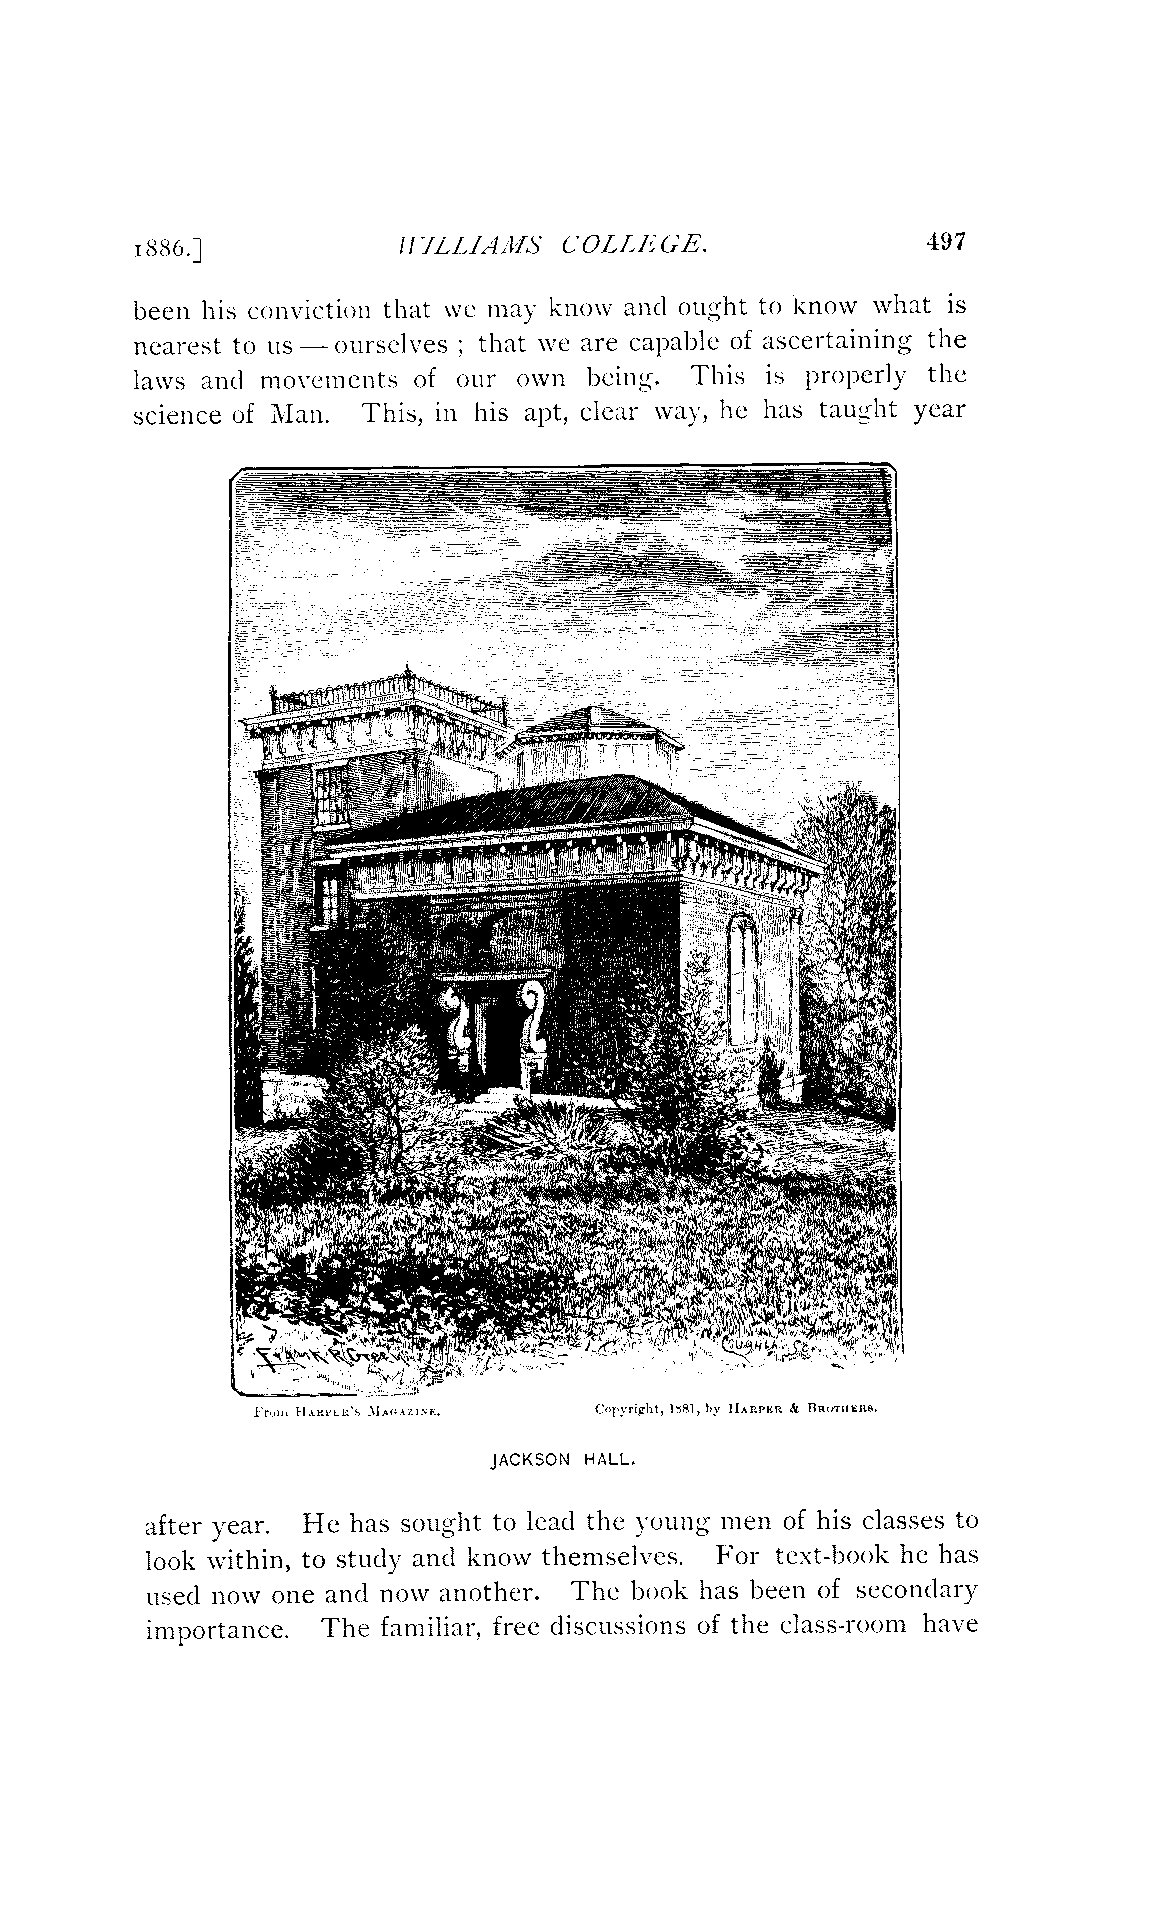 1886.] WILLIAMS COLLEGE. 497
been his conviction that we may know and ought to know what is
nearest to us — ourselves ; that we are capable of ascertaining the
laws and movements of our own being. This is properly the
science of Man. This, in his apt, clear way, he has taught year
Frank R Green
From Harper's Magazine. Copyright, 1881, by Harper & Brothers.
JACKSON HALL.
after year. He has sought to lead the young men of his classes to
look within, to study and know themselves. For text-book he has
used now one and now another. The book has been of secondary
importance. The familiar, free discussions of the class-room have